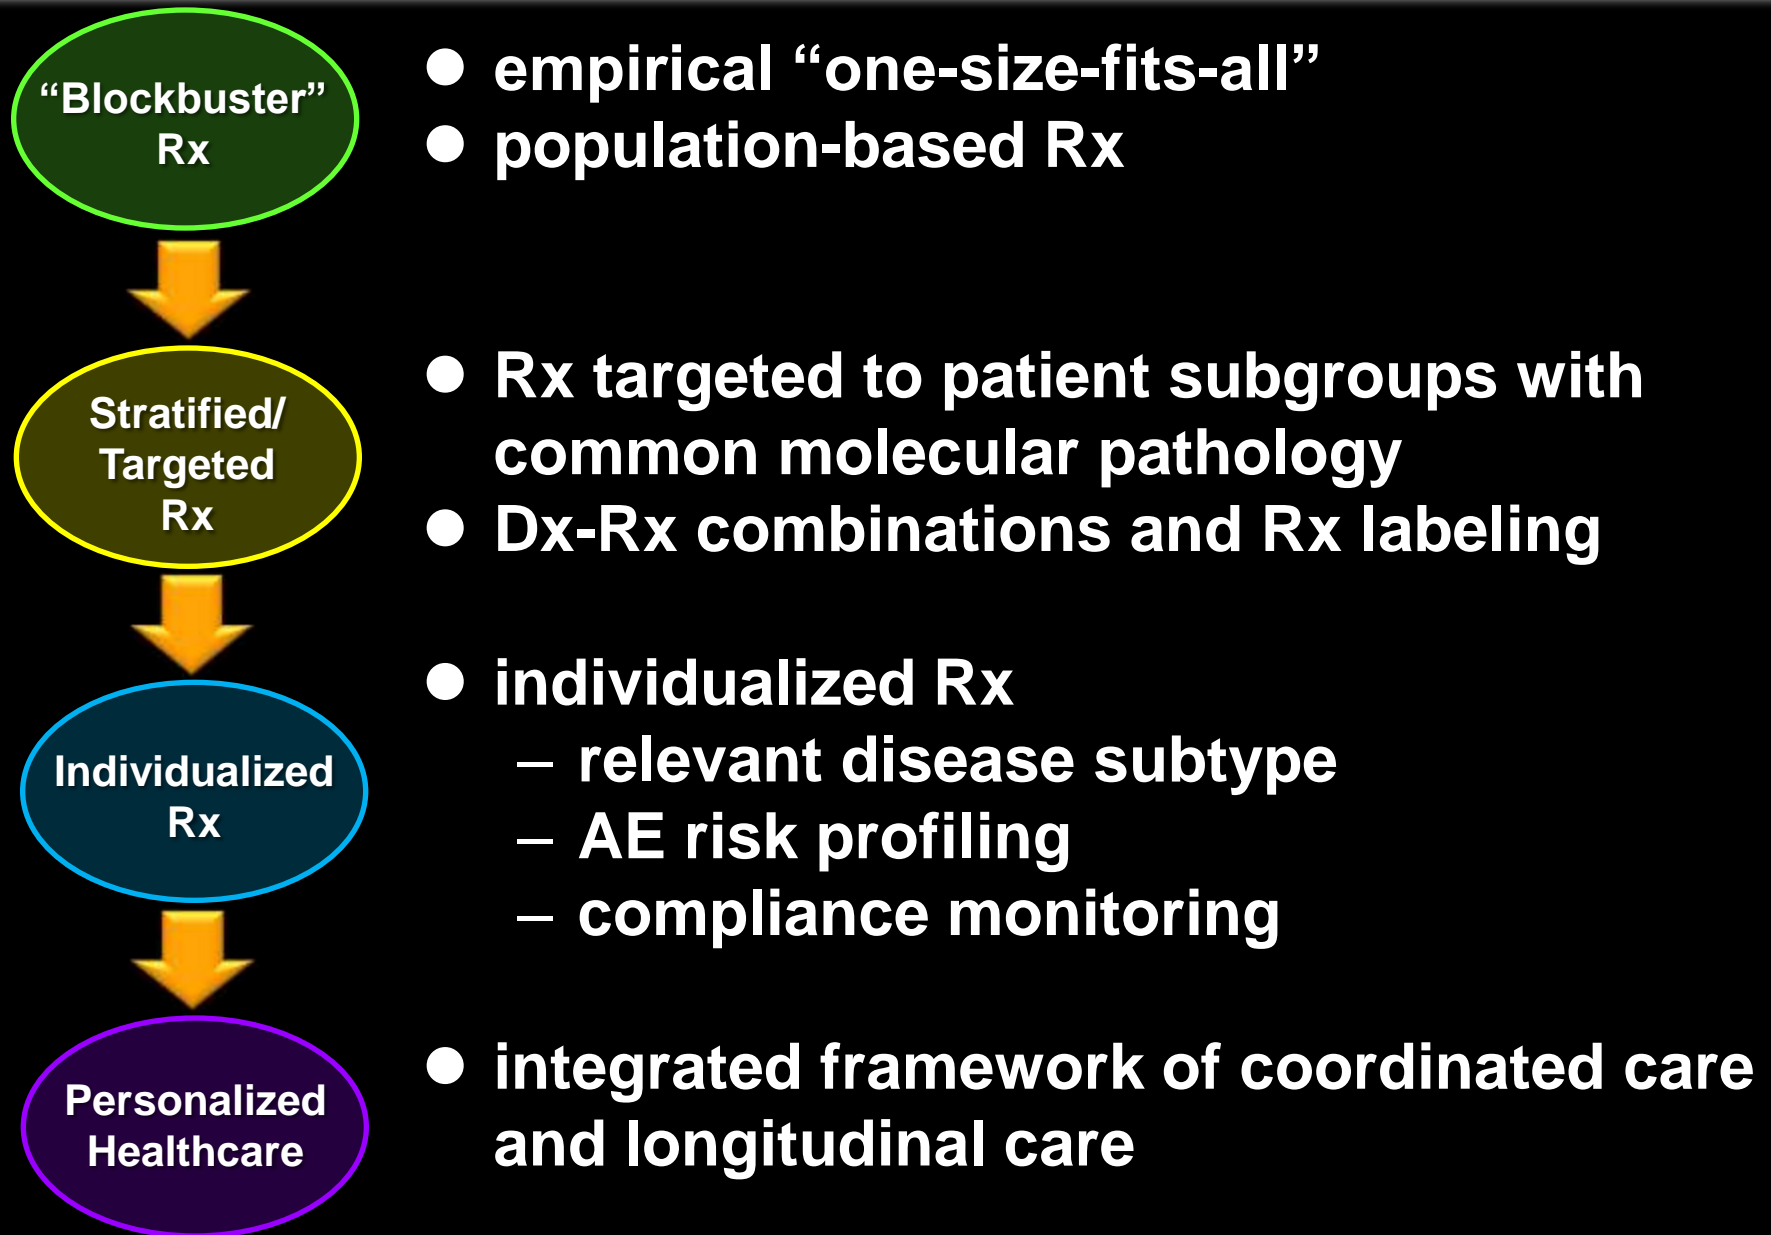 “Blockbuster”
Rx
● empirical “one-size-fits-all”
● population-based Rx
Stratified/
Targeted
Rx
● Rx targeted to patient subgroups with
common molecular pathology
● Dx-Rx combinations and Rx labeling
Individualized
Rx
● individualized Rx
– relevant disease subtype
– AE risk profiling
– compliance monitoring
Personalized
Healthcare
● integrated framework of coordinated care
and longitudinal care